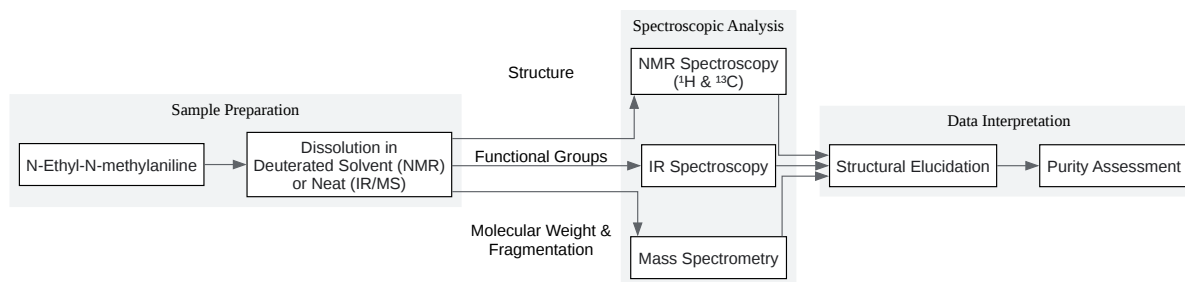 Sample Preparation
N-Ethyl-N-methylaniline
Dissolution in
Deuterated Solvent (NMR)
or Neat (IR/MS)
Structure
Functional Groups
Molecular Weight &
Fragmentation
Spectroscopic Analysis
NMR Spectroscopy
(¹H & ¹³C)
IR Spectroscopy
Mass Spectrometry
Data Interpretation
Structural Elucidation
Purity Assessment